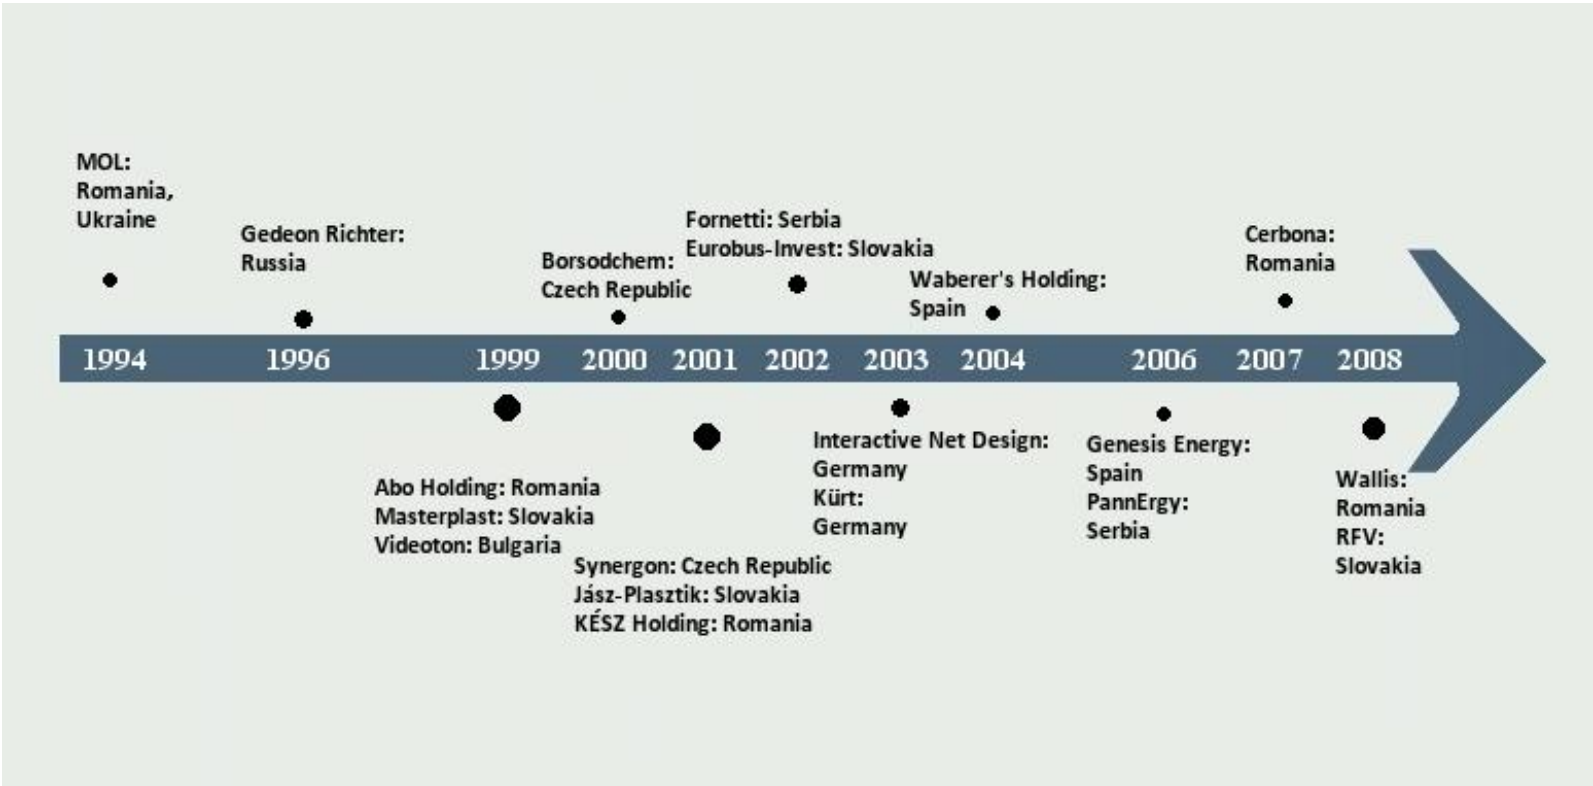 MOL:
Romania,
Ukraine
Gedeon Richter:
Russia
Borsodchem:
Czech Republic
Fornetti: Serbia
Eurobus-Invest: Slovakia
Waberer's Holding:
Spain
Cerbona:
Romania
1994 1996 1999 2000 2001 2002 2003 2004 2006 2007 2008
Abo Holding: Romania
Masterplast: Slovakia
Videoton: Bulgaria
Synergon: Czech Republic
Jász-Plasztik: Slovakia
KÉSZ Holding: Romania
Interactive Net Design:
Germany
Kürt:
Germany
Genesis Energy:
Spain
PannErgy:
Serbia
Wallis:
Romania
RFV:
Slovakia